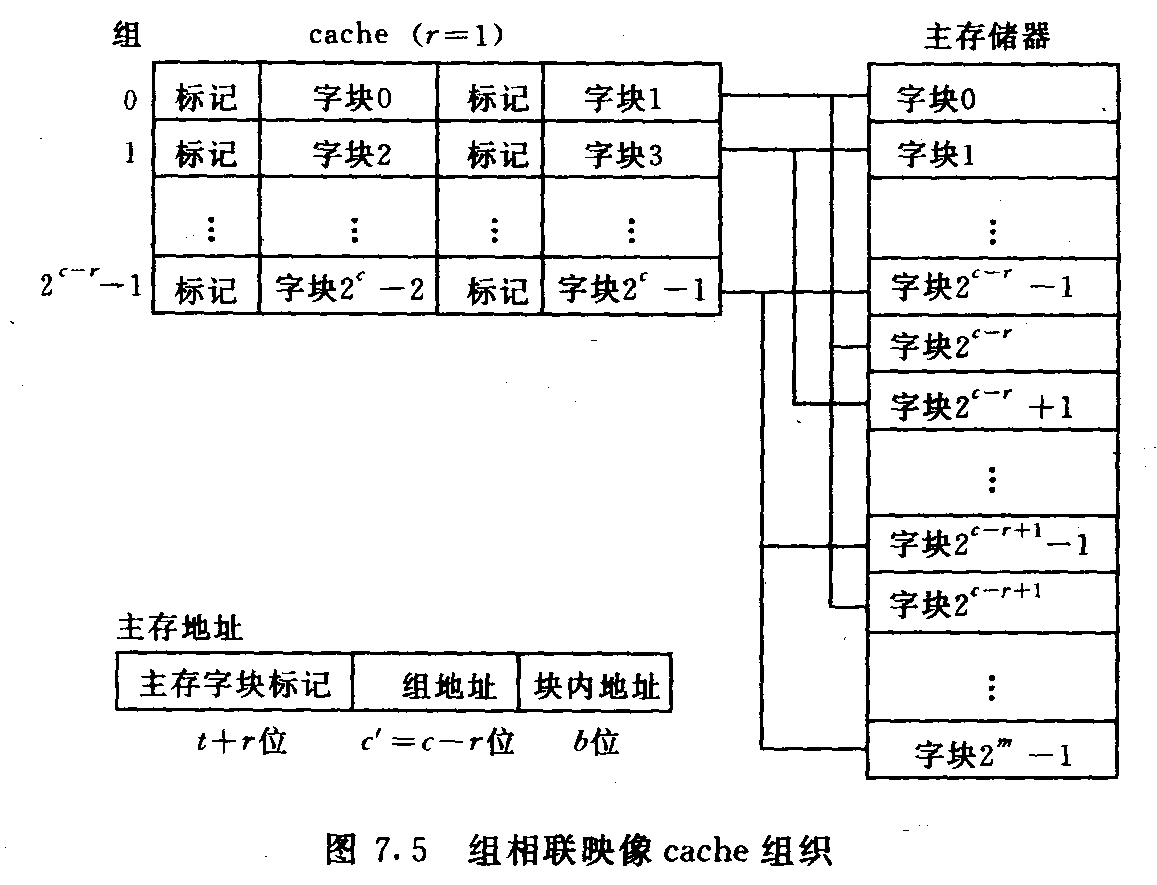 组 cache (r=1) 主存储器
0 标记 字块0 标记 字块1 字块0
1 标记 字块2 标记 字块3 字块1
⋮ ⋮ ⋮ ⋮ ⋮
2^{c-r}-1 标记 字块2^c-2 标记 字块2^c-1 字块2^{c-r}-1
字块2^{c-r}
字块2^{c-r}+1
⋮
字块2^{c-r+1}-1
字块2^{c-r+1}
主存地址
主存字块标记 组地址 块内地址 ⋮
t+r位 c′=c-r位 b位 字块2^m-1
图 7.5 组相联映像 cache 组织